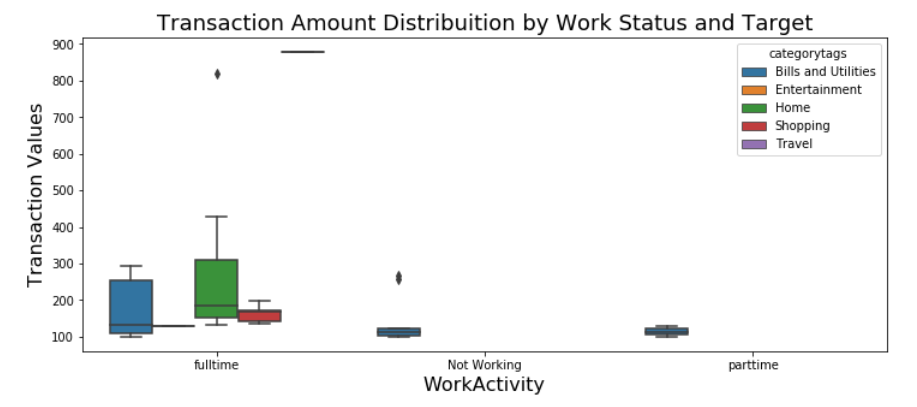 Transaction Amount Distribuition by Work Status and Target
Transaction Values
900
800
700
600
500
400
300
200
100
categorytags
Bills and Utilities
Entertainment
Home
Shopping
Travel
fulltime
Not Working
parttime
WorkActivity